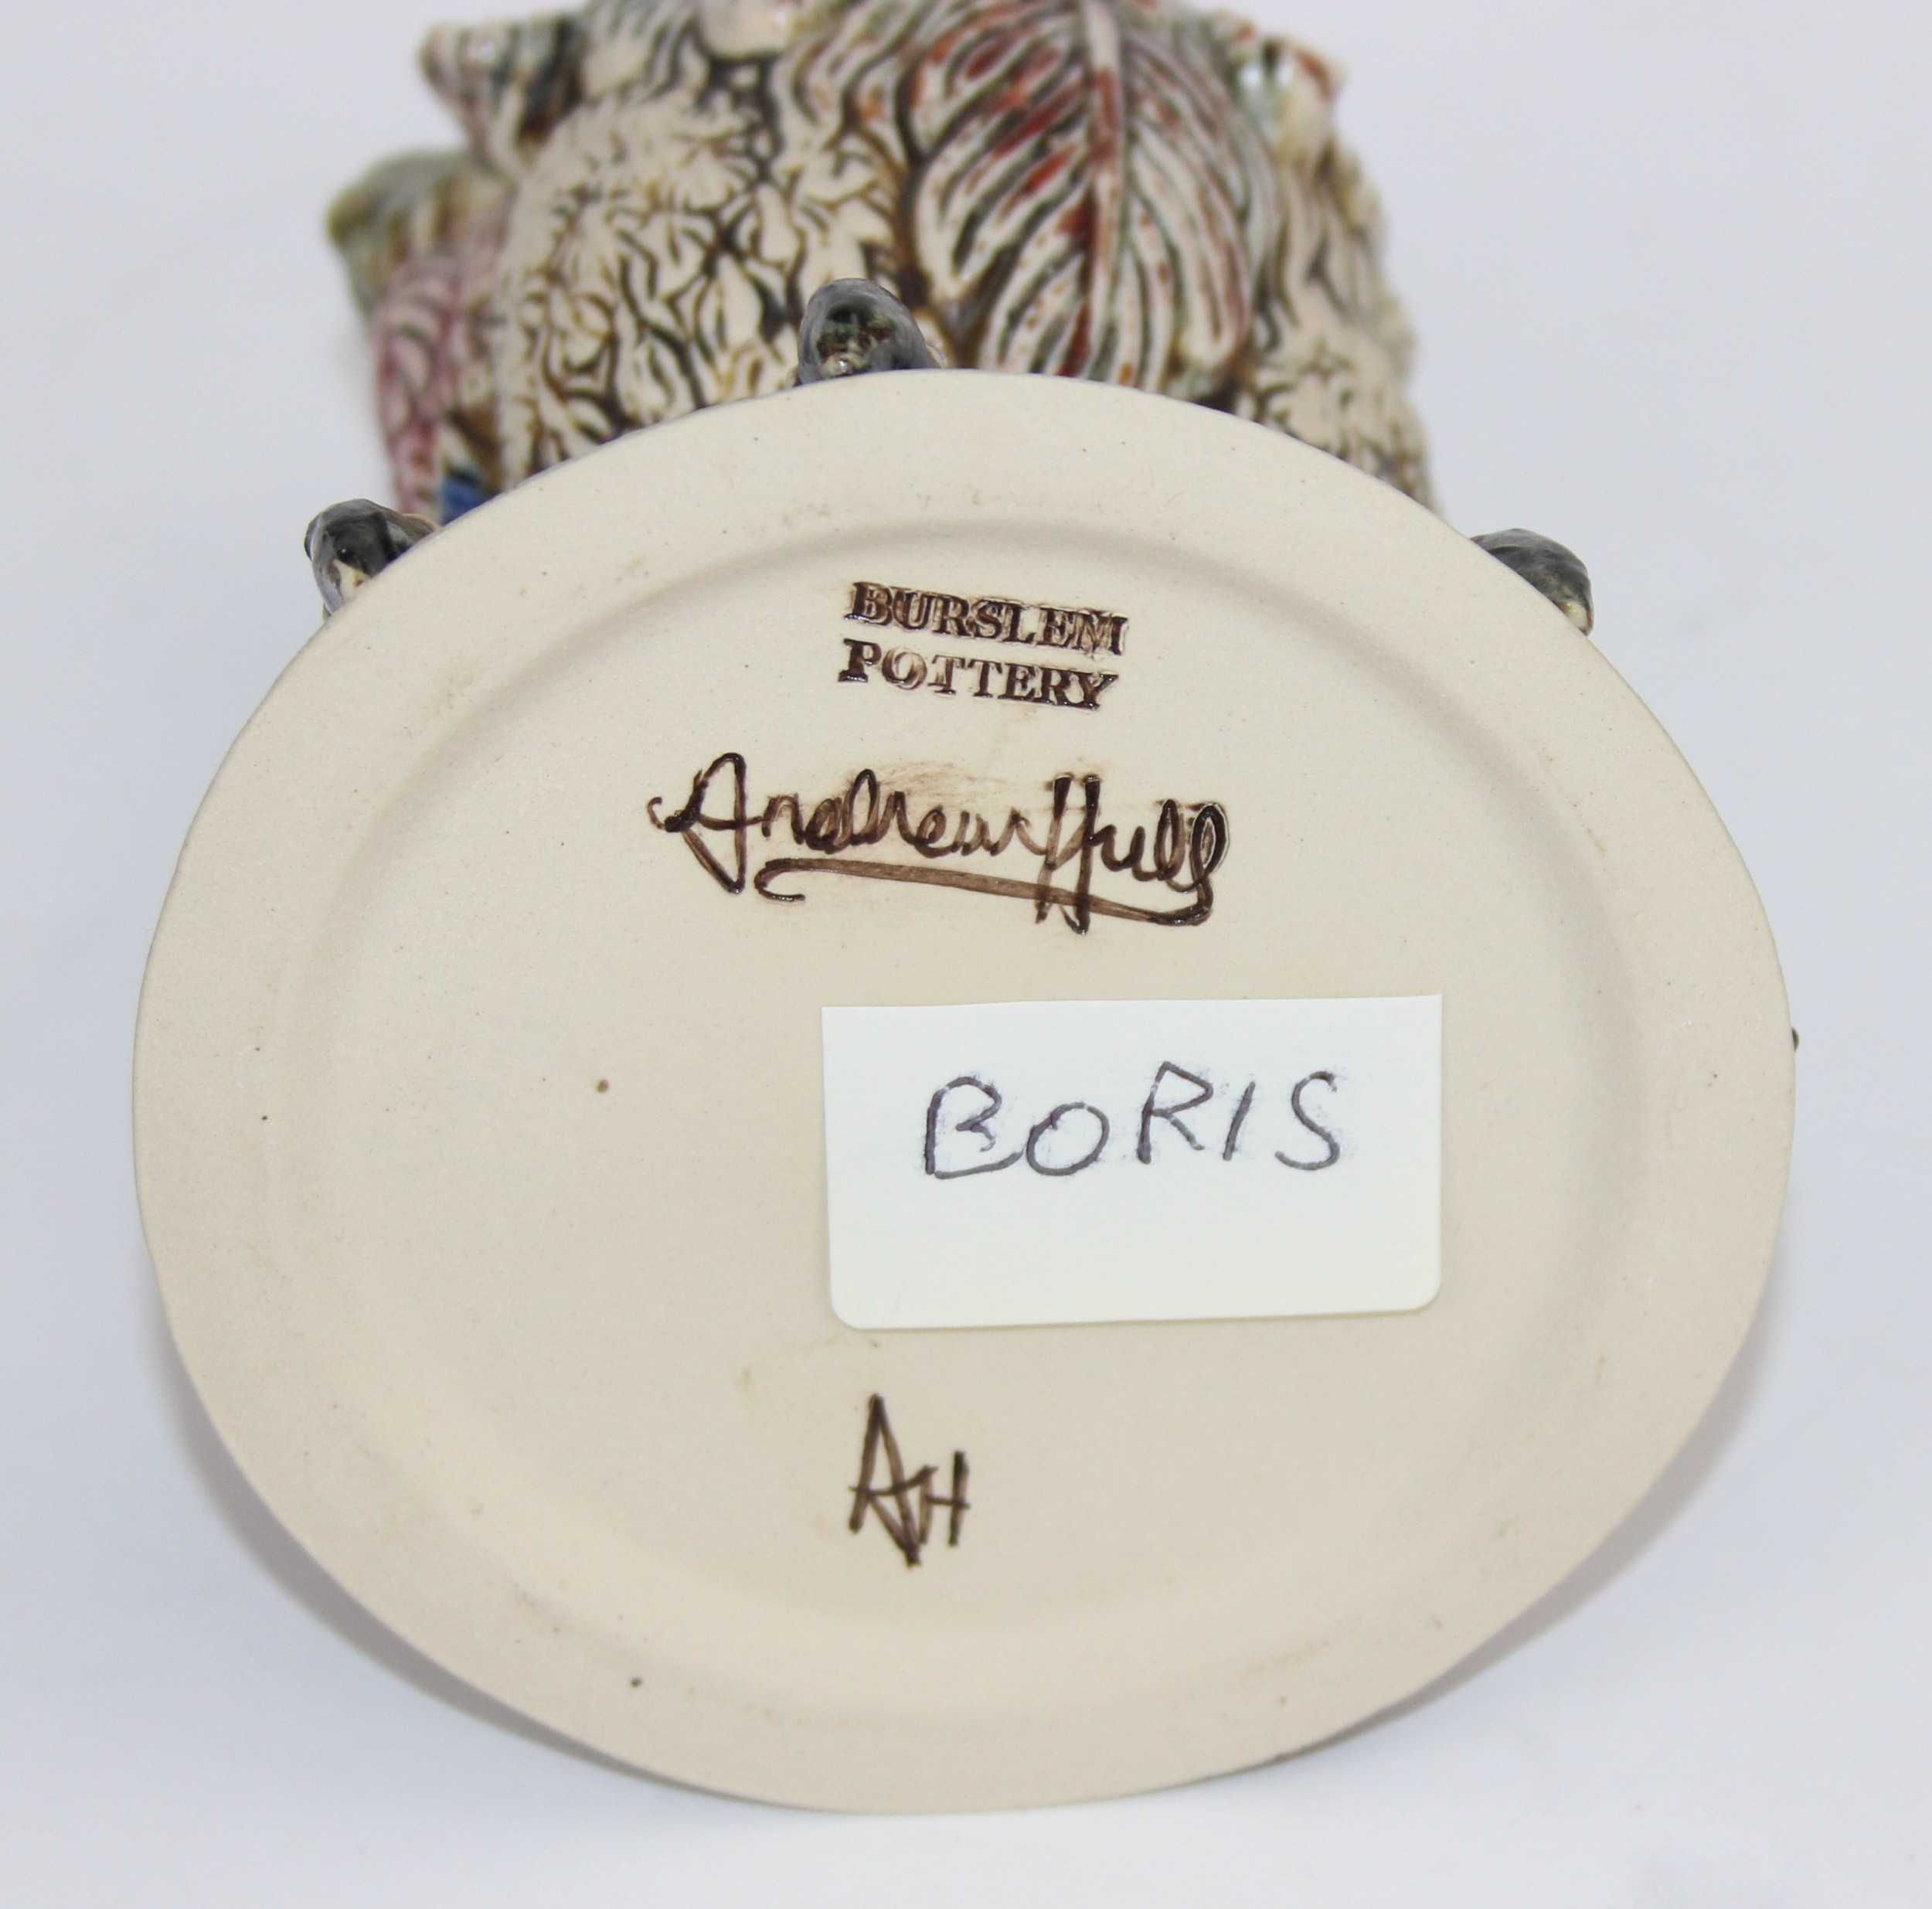 BURSLEM
POTTERY
Andrew Hull
BORIS
AH